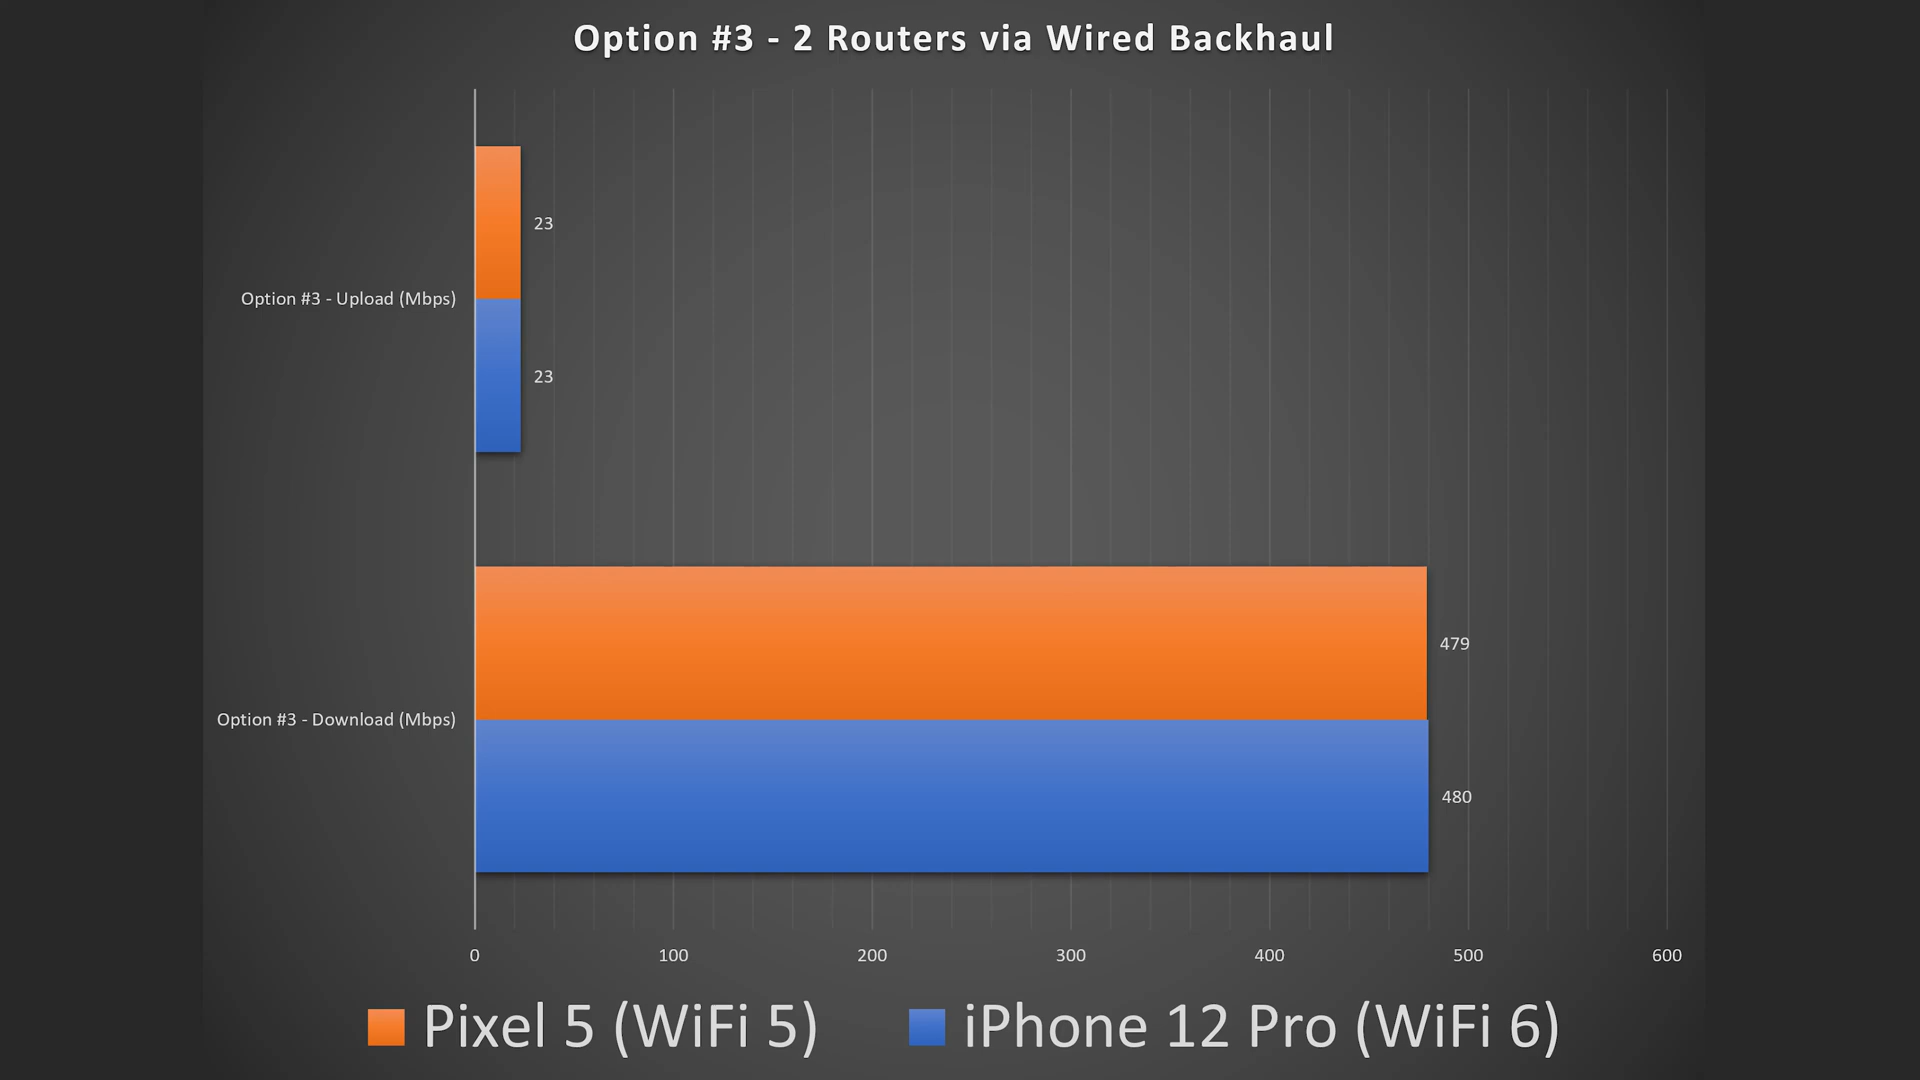 Option #3 - 2 Routers via Wired Backhaul
23
Option #3 - Upload (Mbps)
23
479
Option #3 - Download (Mbps)
480
0 100 200 300 400 500 600
Pixel 5 (WiFi 5) iPhone 12 Pro (WiFi 6)